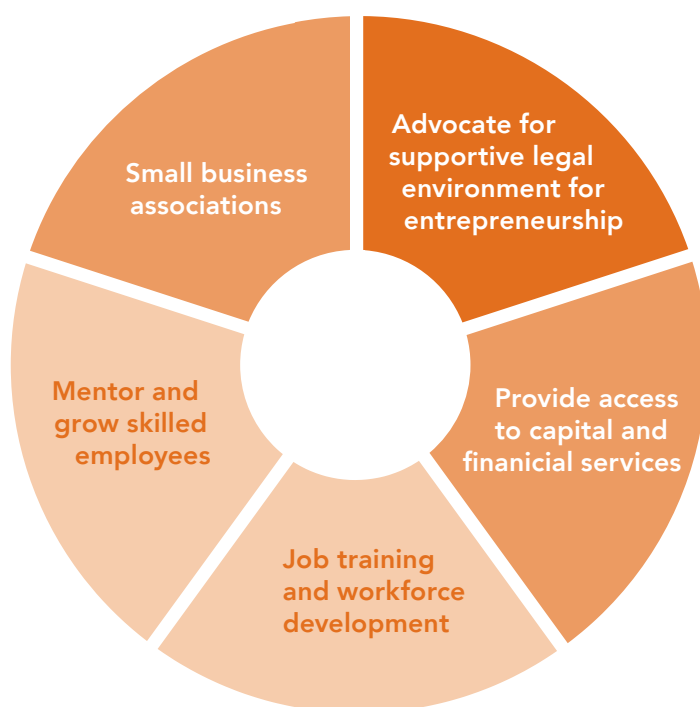 Advocate for
supportive legal
environment for
entrepreneurship
Provide access
to capital and
finanicial services
Job training
and workforce
development
Mentor and
grow skilled
employees
Small business
associations